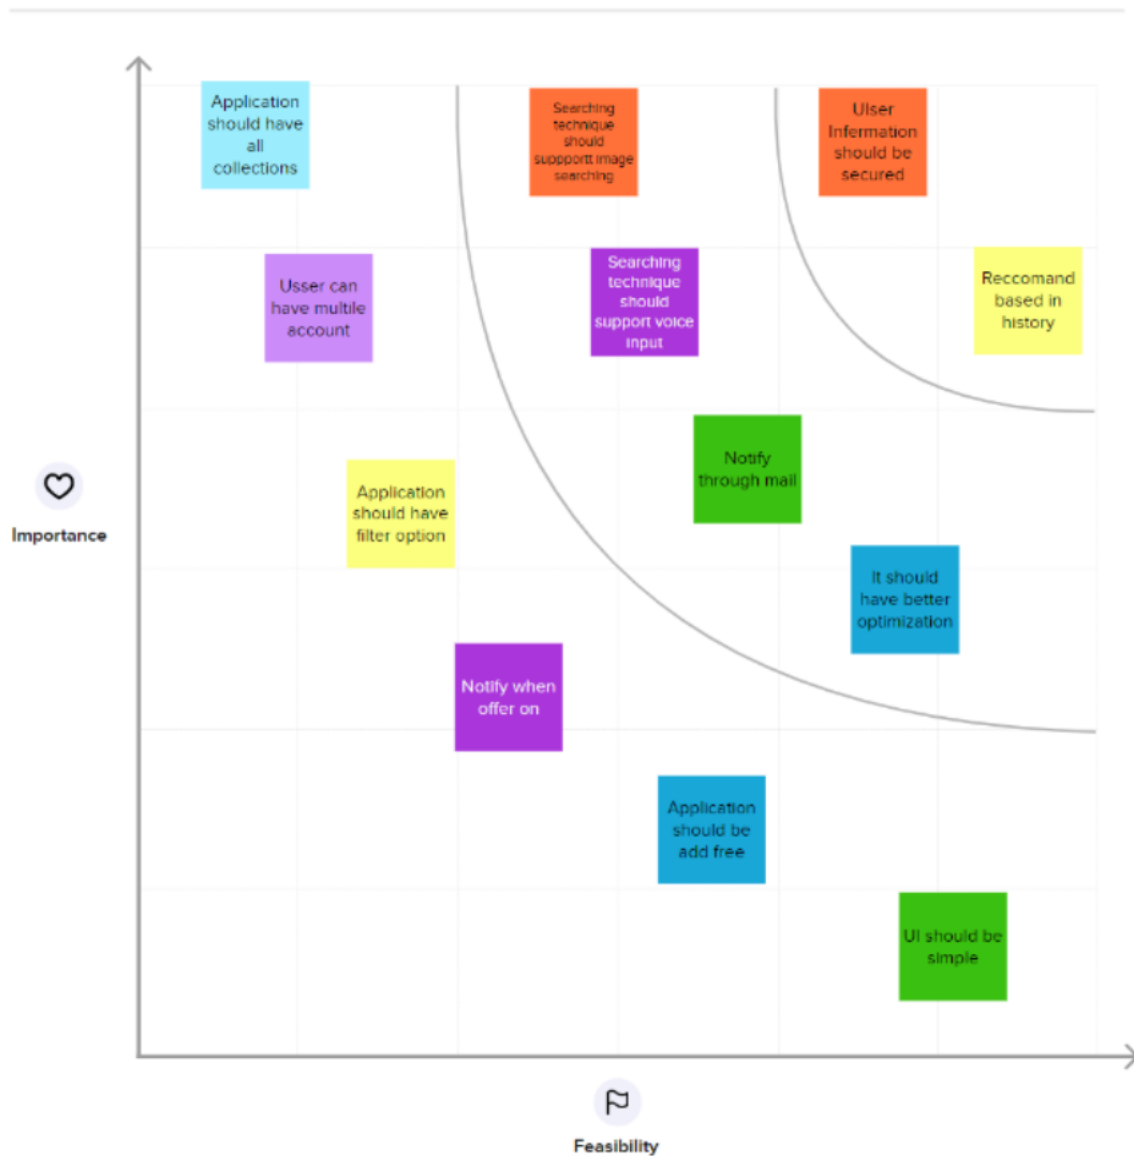 Application
should have
all
collections
Searching
technique
should
suppportt image
searching
Ulser
Infermation
should be
secured
Usser can
have multile
account
Searching
technique
should
support voice
input
Reccomand
based in
history
Notify
through mail
Application
should have
filter option
Importance
It should
have better
optimization
Notify when
offer on
Application
should be
add free
UI should be
simple
Feasibility